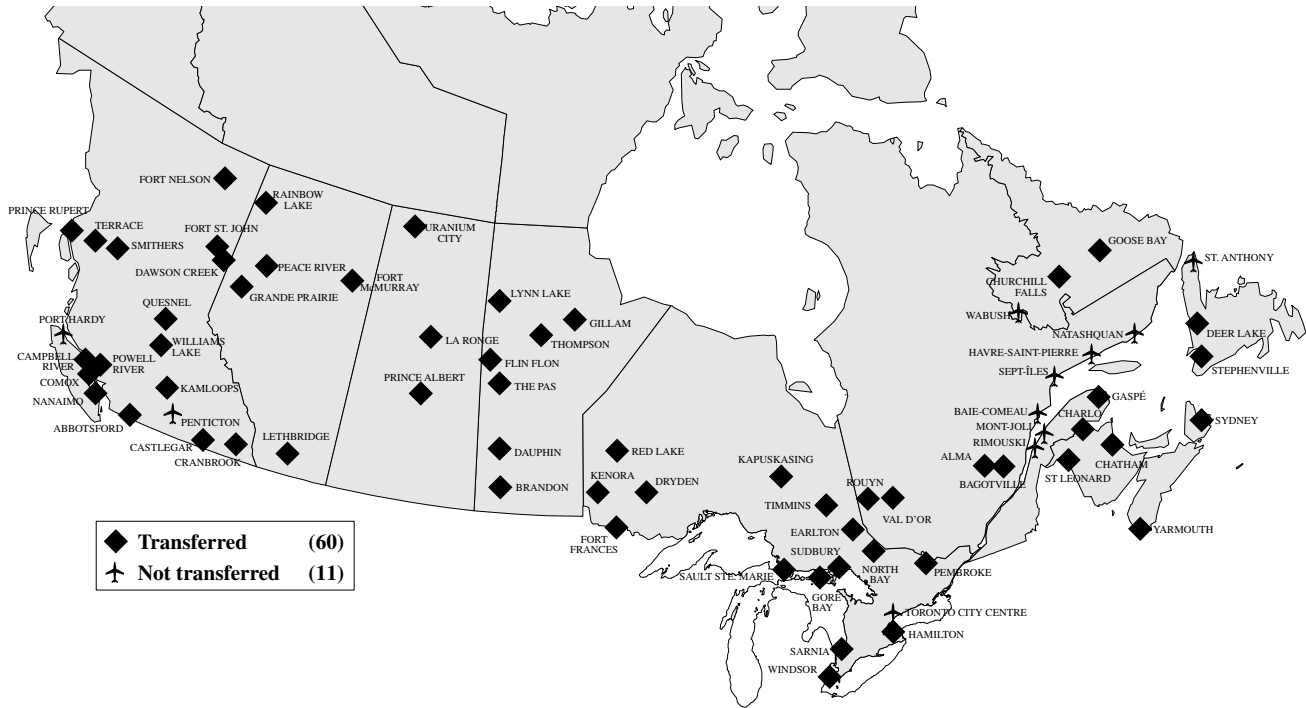 FORT NELSON
RAINBOW
LAKE
PRINCE RUPERT
TERRACE
SMITHERS
FORT ST. JOHN
DAWSON CREEK
PEACE RIVER
GRANDE PRAIRIE
FORT
McMURRAY
URANIUM
CITY
QUESNEL
PORT HARDY
WILLIAMS
LAKE
CAMPBELL
RIVER
POWELL
RIVER
COMOX
NANAIMO
KAMLOOPS
ABBOTSFORD
PENTICTON
CASTLEGAR
CRANBROOK
LETHBRIDGE
LA RONGE
PRINCE ALBERT
LYNN LAKE
GILLAM
THOMPSON
FLIN FLON
THE PAS
DAUPHIN
BRANDON
RED LAKE
KENORA
DRYDEN
FORT
FRANCES
KAPUSKASING
TIMMINS
ROUYN
VAL D'OR
EARLTON
SUDBURY
NORTH
BAY
SAULT STE. MARIE
GORE
BAY
PEMBROKE
TORONTO CITY CENTRE
HAMILTON
SARNIA
WINDSOR
GOOSE BAY
CHURCHILL
FALLS
ST. ANTHONY
WABUSH
NATASHQUAN
DEER LAKE
HAVRE-SAINT-PIERRE
STEPHENVILLE
SEPT-ÎLES
GASPÉ
BAIE-COMEAU
CHARLO
MONT-JOLI
SYDNEY
RIMOUSKI
ALMA
CHATHAM
BAGOTVILLE
ST LEONARD
YARMOUTH
Transferred (60)
Not transferred (11)